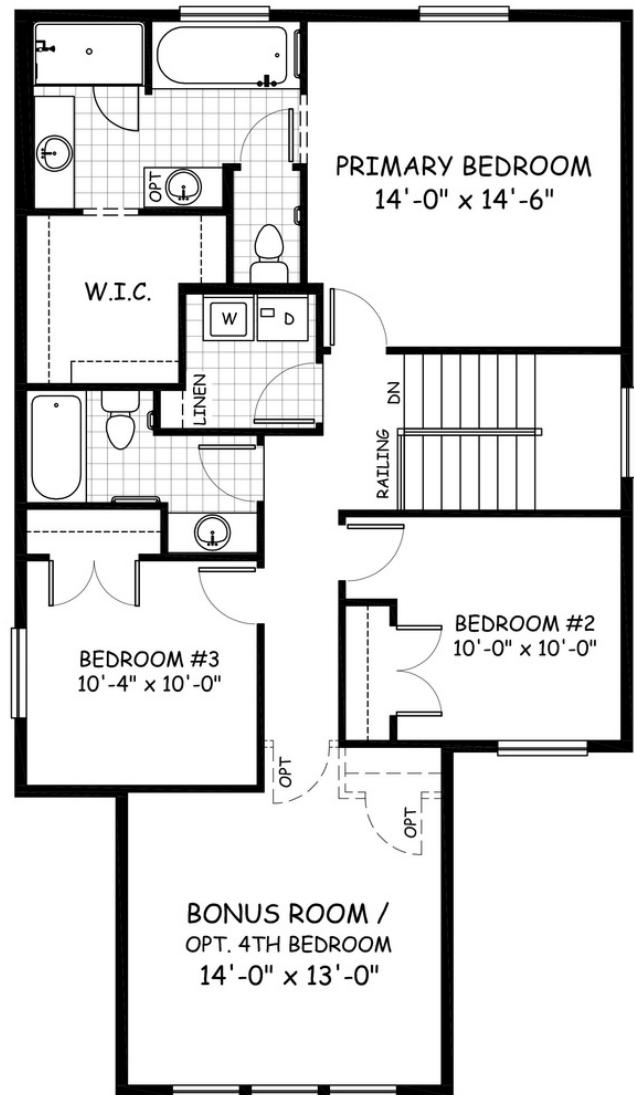 PRIMARY BEDROOM
14'-0" x 14'-6"
OPT
W.I.C.
W
D
LINEN
DN
RAILING
BEDROOM #2
10'-0" x 10'-0"
BEDROOM #3
10'-4" x 10'-0"
OPT
OPT
BONUS ROOM /
OPT. 4TH BEDROOM
14'-0" x 13'-0"